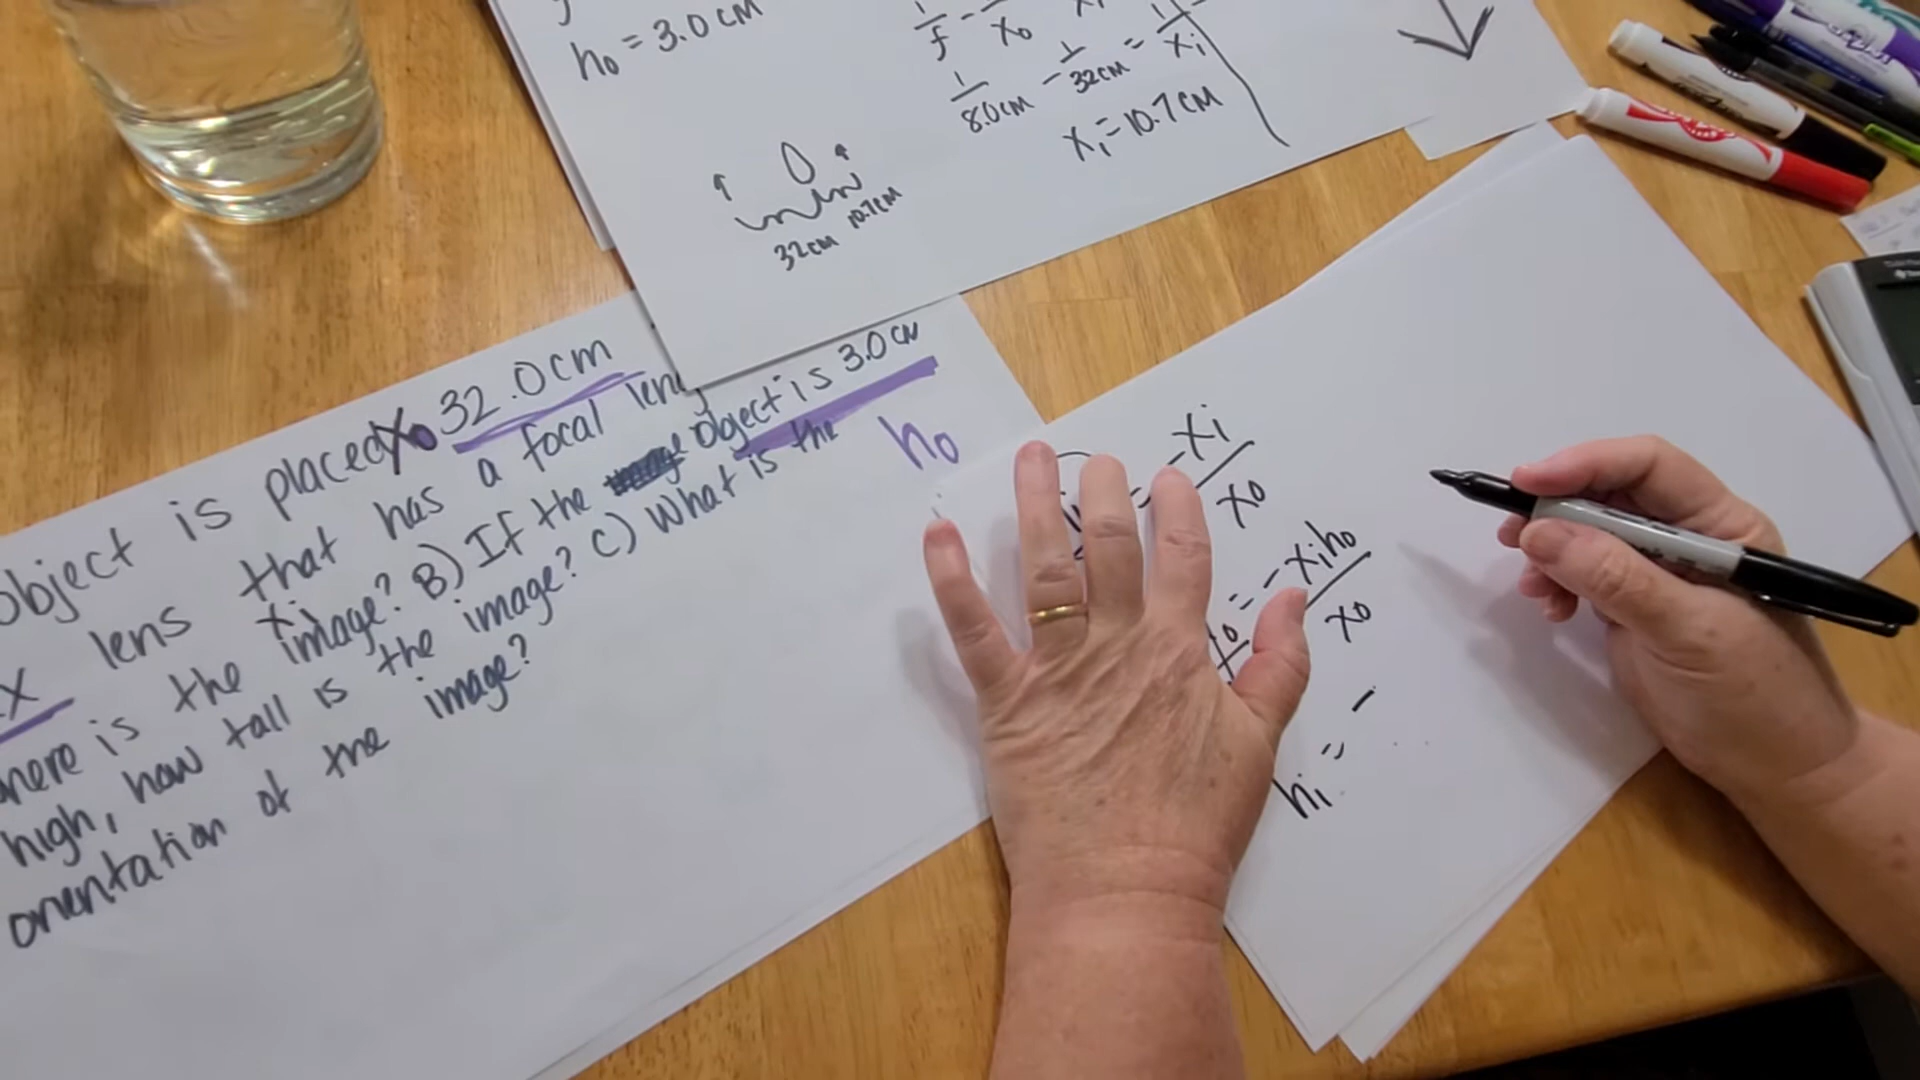 h₀ = 3.0 cm
1/f - x₀
1/8.0cm - 1/32cm = 1/xᵢ
xᵢ = 10.7 cm
32cm 10.7cm
object is placed x₀ 32.0cm
x lens that has a focal
here is the image? B) If the object is 3.0 cm
xᵢ
high, how tall is the image? C) What is the
orientation of the image?
h₀
= -xᵢ/x₀
= -xᵢh₀/x₀
hᵢ = -